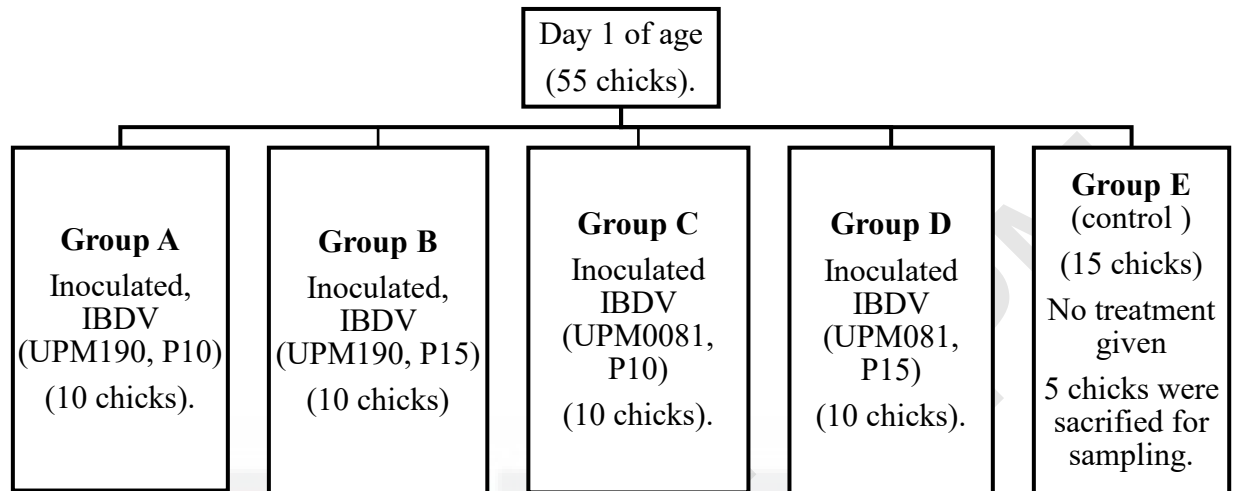 Day 1 of age
(55 chicks).
Group A
Inoculated,
IBDV
(UPM190, P10)
(10 chicks).
Group B
Inoculated,
IBDV
(UPM190, P15)
(10 chicks)
Group C
Inoculated
IBDV
(UPM0081,
P10)
(10 chicks).
Group D
Inoculated
IBDV
(UPM081,
P15)
(10 chicks).
Group E
(control )
(15 chicks)
No treatment
given
5 chicks were
sacrified for
sampling.